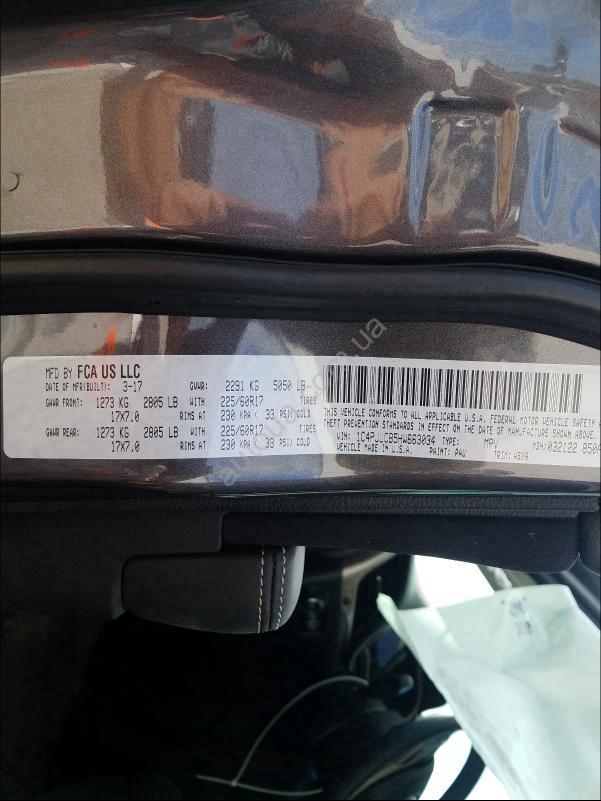 MFD BY FCA US LLC
DATE OF MFR(BUILT): 3-17 GVWR: 2291 KG 5050 LB
GAWR FRONT: 1273 KG 2805 LB WITH 225/60R17 TIRES
17X7.0 RIMS AT 230 KPA < 33 PSI COLD
GAWR REAR: 1273 KG 2805 LB WITH 225/60R17 TIRES
17X7.0 RIMS AT 230 KPA 33 PSI COLD
THIS VEHICLE CONFORMS TO ALL APPLICABLE U.S.A. FEDERAL MOTOR VEHICLE SAFETY
THEFT PREVENTION STANDARDS IN EFFECT ON THE DATE OF MANUFACTURE SHOWN ABOVE
VIN: 1C4PJLCB5HW663034 TYPE: MPV MDH: 032122 850
VEHICLE MADE IN U.S.A. PAINT: PAU TRIM: A5X9